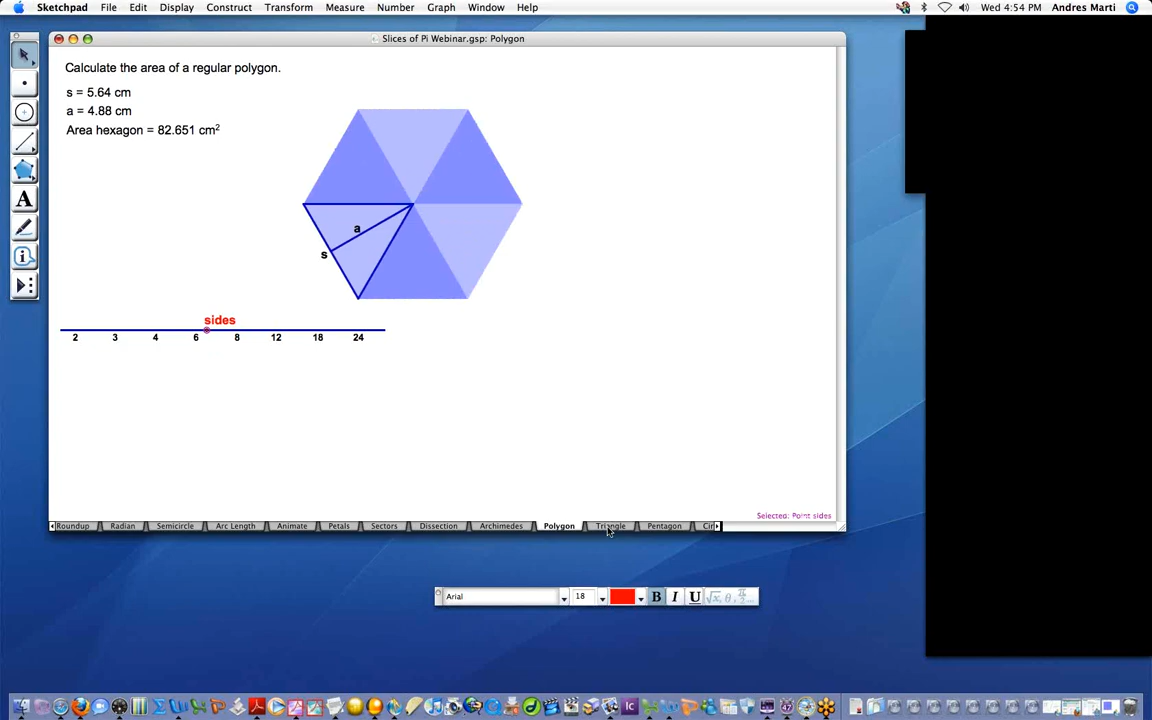 Sketchpad File Edit Display Construct Transform Measure Number Graph Window Help Wed 4:54 PM Andres Marti
Slices of Pi Webinar.gsp: Polygon
Calculate the area of a regular polygon.
s = 5.64 cm
a = 4.88 cm
Area hexagon = 82.651 cm²
a
s
sides
2 3 4 6 8 12 18 24
A
Selected: Point sides
Roundup Radian Semicircle Arc Length Animate Petals Sectors Dissection Archimedes Polygon Triangle Pentagon Cir
Arial 18 B I U